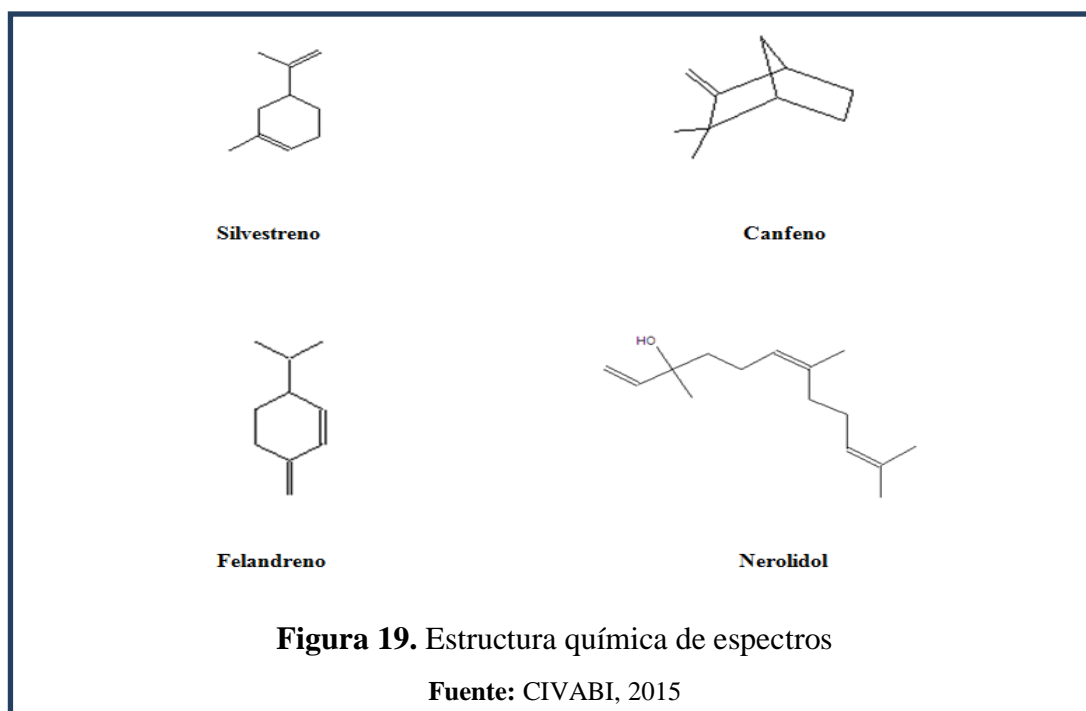 Silvestreno
Canfeno
HO
Felandreno
Nerolidol
Figura 19. Estructura química de espectros
Fuente: CIVABI, 2015